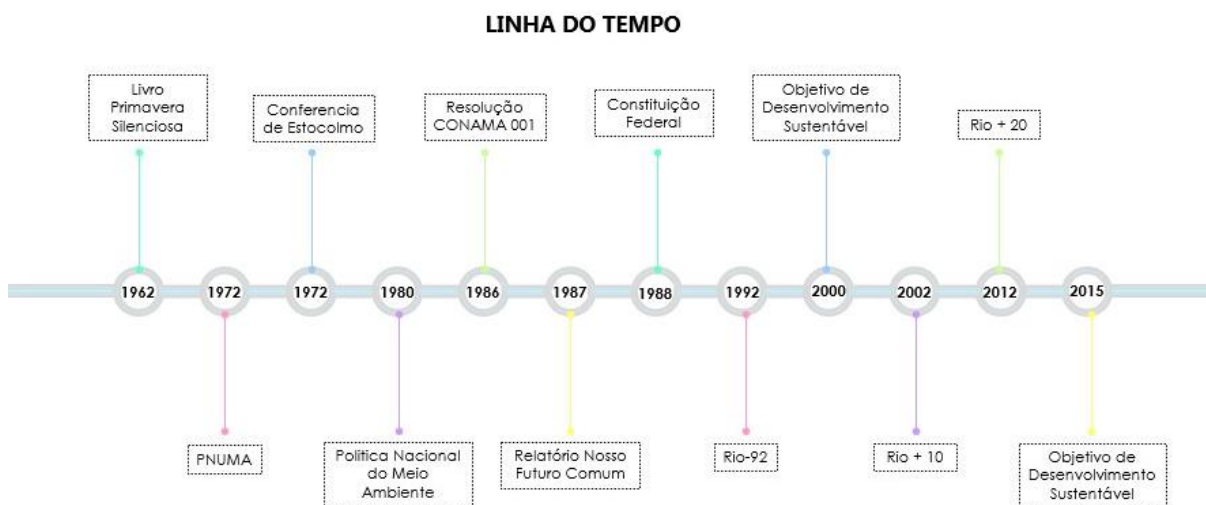 LINHA DO TEMPO
Livro
Primavera
Silenciosa
Conferencia
de Estocolmo
Resolução
CONAMA 001
Constituição
Federal
Objetivo de
Desenvolvimento
Sustentável
Rio + 20
1962
1972
1972
1980
1986
1987
1988
1992
2000
2002
2012
2015
PNUMA
Política Nacional
do Meio
Ambiente
Relatório Nosso
Futuro Comum
Rio-92
Rio + 10
Objetivo de
Desenvolvimento
Sustentável